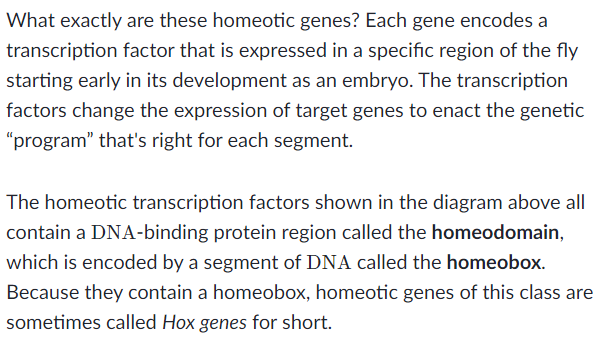 What exactly are these homeotic genes? Each gene encodes a
transcription factor that is expressed in a specific region of the fly
starting early in its development as an embryo. The transcription
factors change the expression of target genes to enact the genetic
“program” that's right for each segment.
The homeotic transcription factors shown in the diagram above all
contain a DNA-binding protein region called the homeodomain,
which is encoded by a segment of DNA called the homeobox.
Because they contain a homeobox, homeotic genes of this class are
sometimes called Hox genes for short.